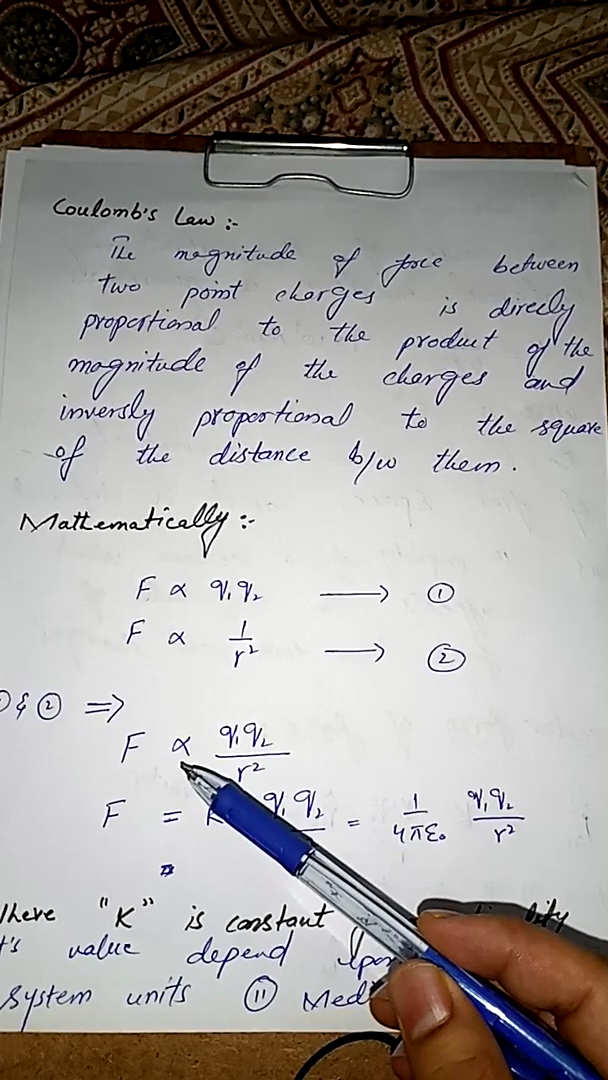 Coulomb's Law :-
The magnitude of force between
two point charges is direcly
propertional to the product of the
magnitude of the charges and
inversly proportional to the square
of the distance b/w them.
Mathematically :-
F ∝ q₁q₂ ⟶ ①
F ∝ 1/r² ⟶ ②
& ② ⇒
F ∝ q₁q₂/r²
F = K q₁q₂ = 1/4πε₀ q₁q₂/r²
"K" is constant
value depend
system units ⑪